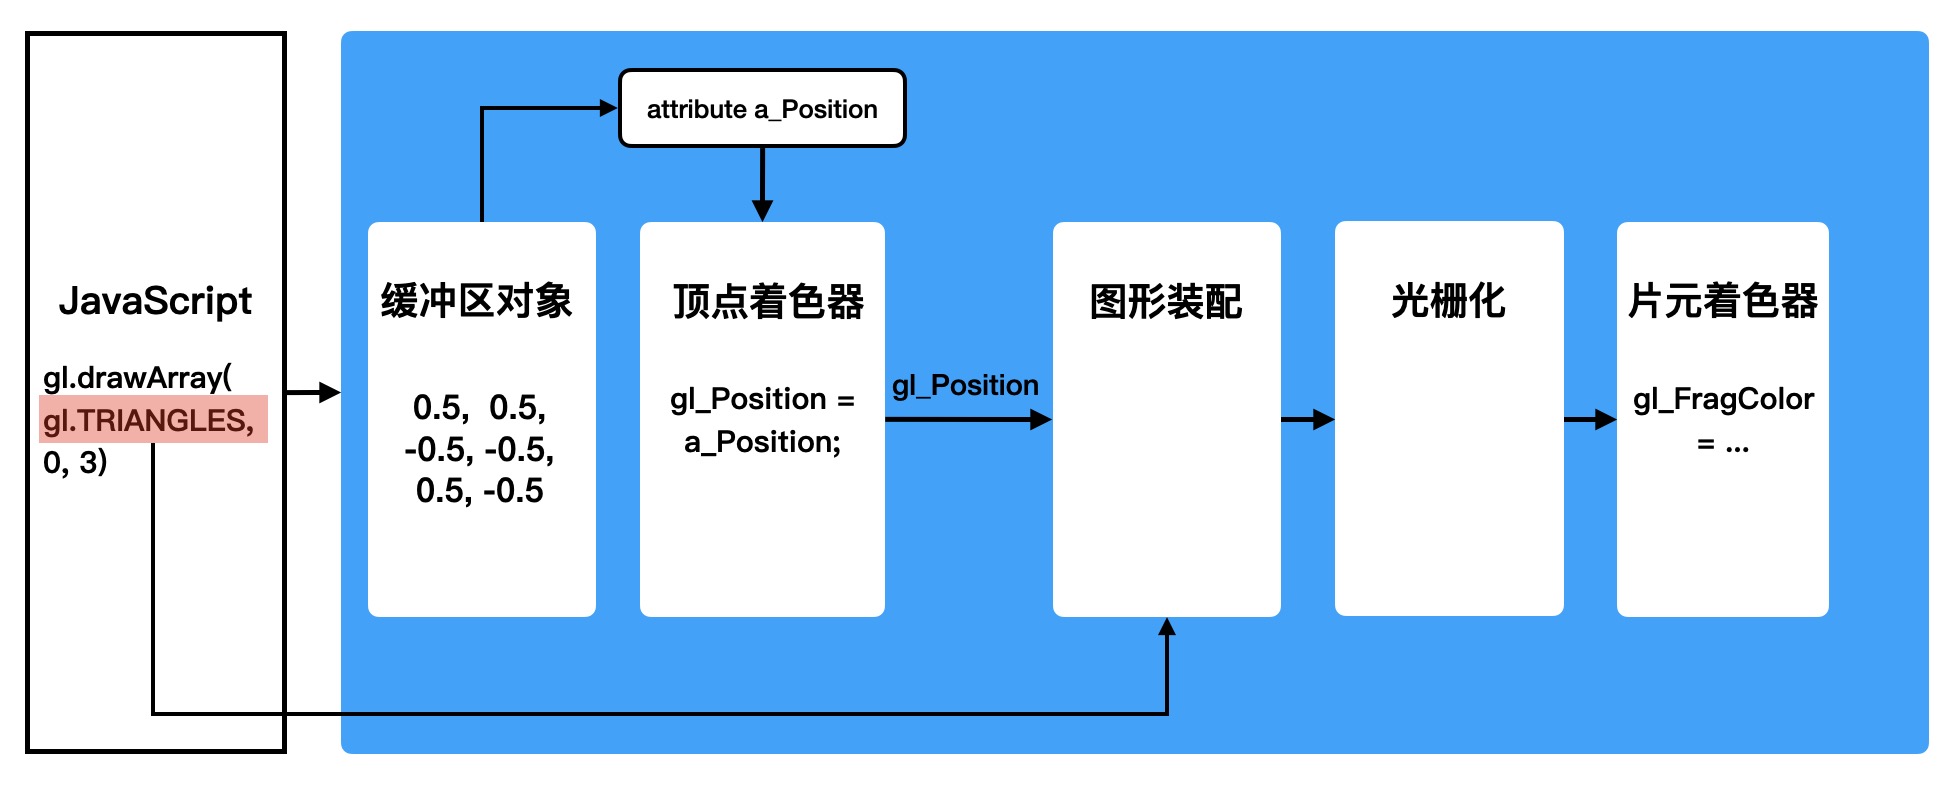 JavaScript
gl.drawArray(
gl.TRIANGLES,
0, 3)
attribute a_Position
缓冲区对象
0.5, 0.5,
-0.5, -0.5,
0.5, -0.5
顶点着色器
gl_Position =
a_Position;
gl_Position
图形装配
光栅化
片元着色器
gl_FragColor
= ...